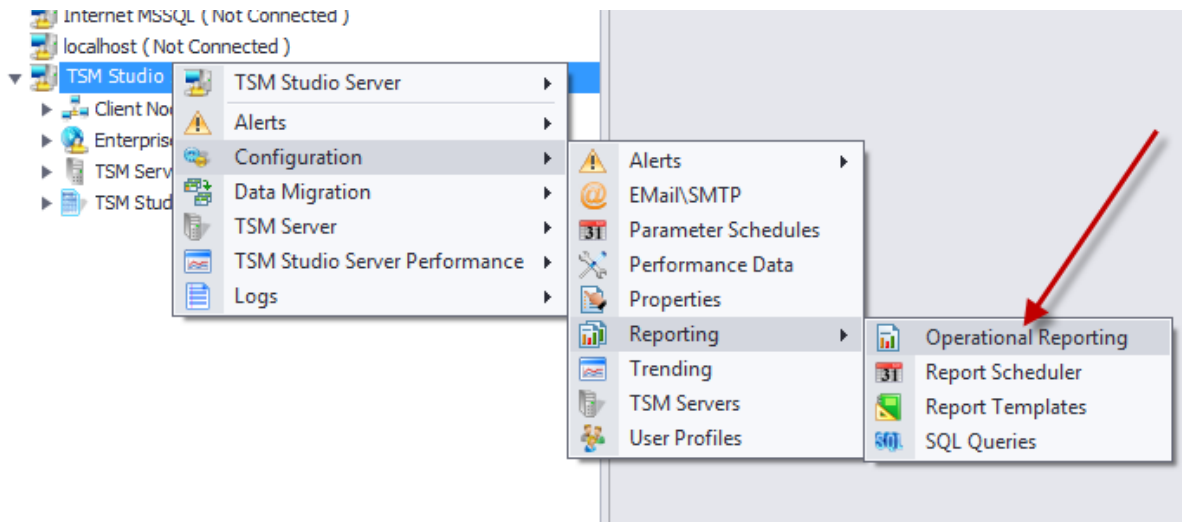 Internet MSSQL ( Not Connected )
localhost ( Not Connected )
TSM Studio
Client No
Enterpris
TSM Serv
TSM Stud
TSM Studio Server
Alerts
Configuration
Data Migration
TSM Server
TSM Studio Server Performance
Logs
Alerts
EMail\SMTP
31 Parameter Schedules
Performance Data
Properties
Reporting
Trending
TSM Servers
User Profiles
Operational Reporting
31 Report Scheduler
Report Templates
SQL SQL Queries